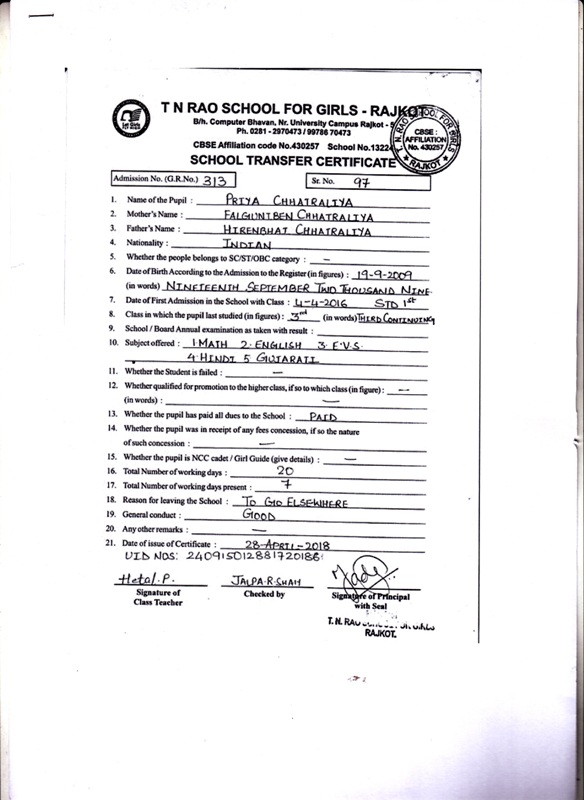 T N RAO SCHOOL FOR GIRLS - RAJKOT
B/h. Computer Bhavan, Nr. University Campus Rajkot -
Ph. 0281 - 2970473 / 99786 70473
CBSE Affiliation code No.430257 School No.1322
CBSE :
AFFILIATION
No. 430257
RAJKOT
SCHOOL TRANSFER CERTIFICATE
Admission No. (G.R.No.) 313 Sr. No. 97
1. Name of the Pupil : PRIYA CHHATRALIYA
2. Mother's Name : FALGUNIBEN CHHATRALIYA
3. Father's Name : HIRENBHAI CHHATRALIYA
4. Nationality : INDIAN
5. Whether the people belongs to SC/ST/OBC category : —
6. Date of Birth According to the Admission to the Register (in figures) : 19-9-2009
(in words) NINETEENTH SEPTEMBER TWO THOUSAND NINE
7. Date of First Admission in the School with Class : 4-4-2016 STD 1st
8. Class in which the pupil last studied (in figures) : 3rd (in words) THIRD CONTINUING
9. School / Board Annual examination as taken with result :
10. Subject offered : 1 MATH 2. ENGLISH 3. E.V.S.
4. HINDI 5 GUJARATI
11. Whether the Student is failed : —
12. Whether qualified for promotion to the higher class, if so to which class (in figure) : —
(in words) : —
13. Whether the pupil has paid all dues to the School : PAID
14. Whether the pupil was in receipt of any fees concession, if so the nature
of such concession : —
15. Whether the pupil is NCC cadet / Girl Guide (give details) : —
16. Total Number of working days : 20
17. Total Number of working days present : 7
18. Reason for leaving the School : TO GO ELSEWHERE
19. General conduct : GOOD
20. Any other remarks : —
21. Date of issue of Certificate : 28-APRIL-2018
UID NOS: 240915012881720186
Hetal.P. JALPA.R.SHAH
Signature of Checked by Signature of Principal
Class Teacher with Seal
T. N. RAO GIRLS
RAJKOT.